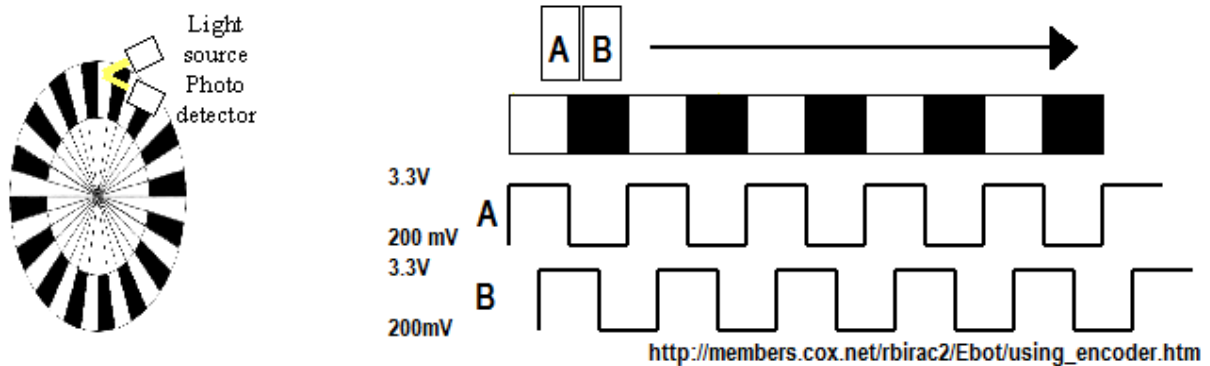 Light
source
Photo
detector
A B
3.3V
A
200 mV
3.3V
B
200mV
http://members.cox.net/rbirac2/Ebot/using_encoder.htm